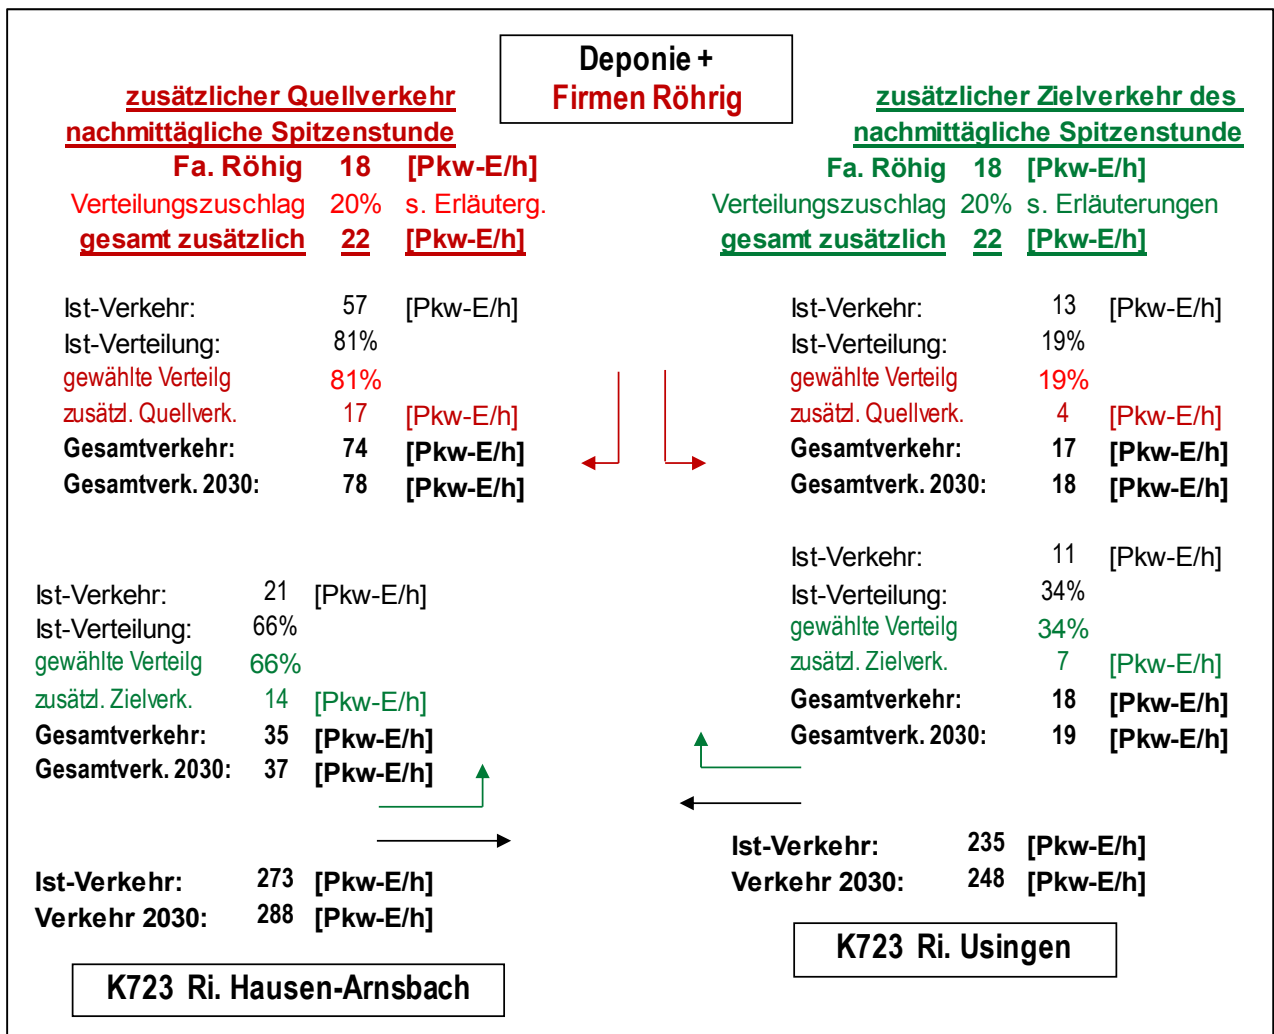 Deponie +
Firmen Röhrig
zusätzlicher Quellverkehr
nachmittägliche Spitzenstunde
Fa. Röhig 18 [Pkw-E/h]
Verteilungszuschlag 20% s. Erläuterg.
gesamt zusätzlich 22 [Pkw-E/h]
zusätzlicher Zielverkehr des
nachmittägliche Spitzenstunde
Fa. Röhig 18 [Pkw-E/h]
Verteilungszuschlag 20% s. Erläuterungen
gesamt zusätzlich 22 [Pkw-E/h]
Ist-Verkehr: 57 [Pkw-E/h]
Ist-Verteilung: 81%
gewählte Verteilg 81%
zusätzl. Quellverk. 17 [Pkw-E/h]
Gesamtverkehr: 74 [Pkw-E/h]
Gesamtverk. 2030: 78 [Pkw-E/h]
Ist-Verkehr: 13 [Pkw-E/h]
Ist-Verteilung: 19%
gewählte Verteilg 19%
zusätzl. Quellverk. 4 [Pkw-E/h]
Gesamtverkehr: 17 [Pkw-E/h]
Gesamtverk. 2030: 18 [Pkw-E/h]
Ist-Verkehr: 21 [Pkw-E/h]
Ist-Verteilung: 66%
gewählte Verteilg 66%
zusätzl. Zielverk. 14 [Pkw-E/h]
Gesamtverkehr: 35 [Pkw-E/h]
Gesamtverk. 2030: 37 [Pkw-E/h]
Ist-Verkehr: 11 [Pkw-E/h]
Ist-Verteilung: 34%
gewählte Verteilg 34%
zusätzl. Zielverk. 7 [Pkw-E/h]
Gesamtverkehr: 18 [Pkw-E/h]
Gesamtverk. 2030: 19 [Pkw-E/h]
Ist-Verkehr: 273 [Pkw-E/h]
Verkehr 2030: 288 [Pkw-E/h]
K723 Ri. Hausen-Arnsbach
Ist-Verkehr: 235 [Pkw-E/h]
Verkehr 2030: 248 [Pkw-E/h]
K723 Ri. Usingen